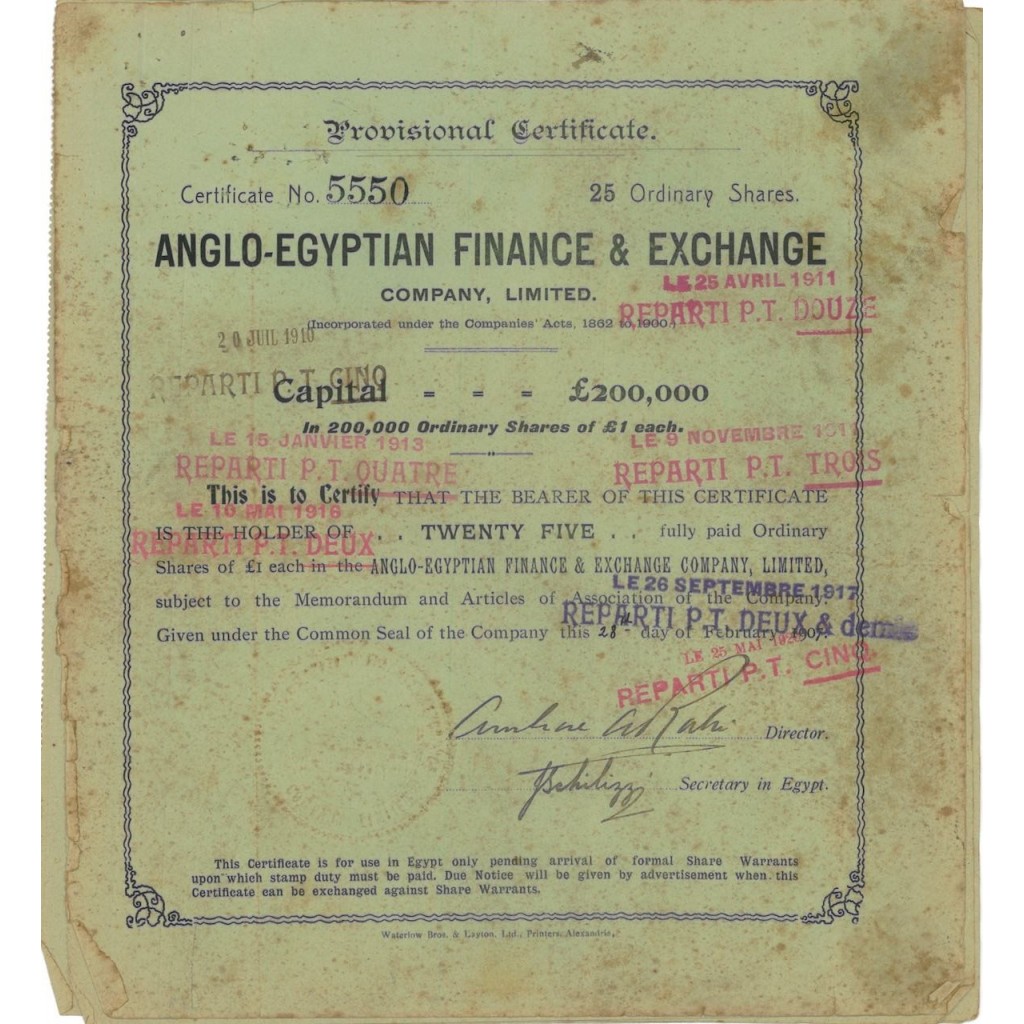 Provisional Certificate.
Certificate No. 5550 25 Ordinary Shares.
ANGLO-EGYPTIAN FINANCE & EXCHANGE
LE 25 AVRIL 1911
COMPANY, LIMITED.
REPARTI P.T. DOUZE
(Incorporated under the Companies' Acts, 1862 to 1900.)
20 JUIL 1910
REPARTI P.T. CINQ
Capital = = = £200,000
In 200,000 Ordinary Shares of £1 each.
LE 15 JANVIER 1913
LE 9 NOVEMBRE
REPARTI P.T. QUATRE
REPARTI P.T. TROIS
This is to Certify THAT THE BEARER OF THIS CERTIFICATE
LE 10 MAI 1916
IS THE HOLDER OF . . TWENTY FIVE . . fully paid Ordinary
REPARTI P.T. DEUX
Shares of £1 each in the ANGLO-EGYPTIAN FINANCE & EXCHANGE COMPANY, LIMITED,
LE 26 SEPTEMBRE 1917
subject to the Memorandum and Articles of Association of the Company.
REPARTI P.T. DEUX & demie
Given under the Common Seal of the Company this 28th day of February
LE 25 MAI
REPARTI P.T. CINQ.
Director.
Secretary in Egypt.
This Certificate is for use in Egypt only pending arrival of formal Share Warrants
upon which stamp duty must be paid. Due Notice will be given by advertisement when this
Certificate can be exchanged against Share Warrants.
Waterlow Bros. & Layton, Ltd., Printers, Alexandria.